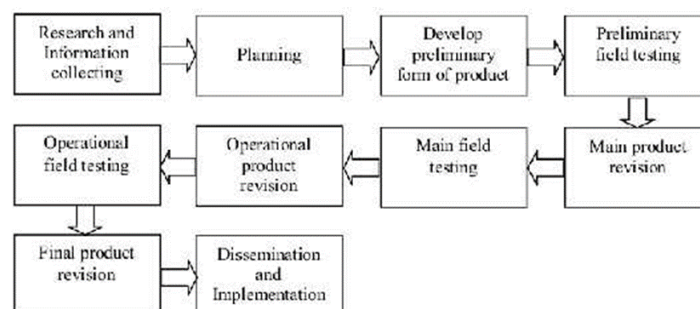 Research and
Information
collecting
Planning
Develop
preliminary
form of product
Preliminary
field testing
Main product
revision
Main field
testing
Operational
product
revision
Operational
field testing
Final product
revision
Dissemination
and
Implementation